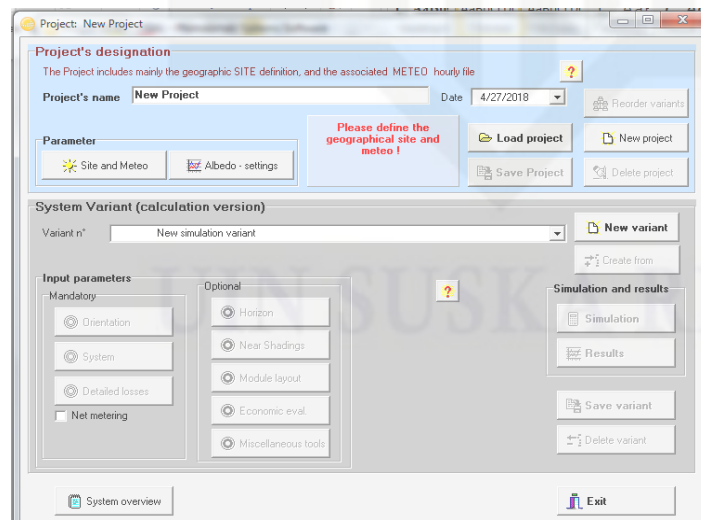 Project: New Project
Project's designation
The Project includes mainly the geographic SITE definition, and the associated METEO hourly file
?
Project's name New Project Date 4/27/2018
Reorder variants
Please define the
geographical site and
meteo !
Parameter
Site and Meteo Albedo - settings
Load project New project
Save Project Delete project
System Variant (calculation version)
Variant n° New simulation variant
New variant
Create from
Input parameters
Mandatory
Orientation
System
Detailed losses
Net metering
Optional
Horizon
Near Shadings
Module layout
Economic eval.
Miscellaneous tools
?
Simulation and results
Simulation
Results
Save variant
Delete variant
System overview
Exit
UIN SUSKA R